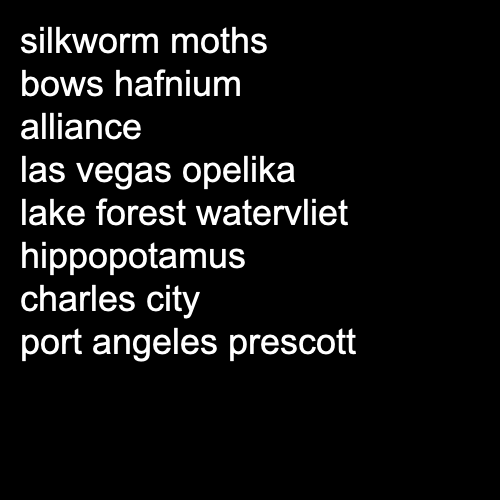 silkworm moths
bows hafnium
alliance
las vegas opelika
lake forest watervliet
hippopotamus
charles city
port angeles prescott